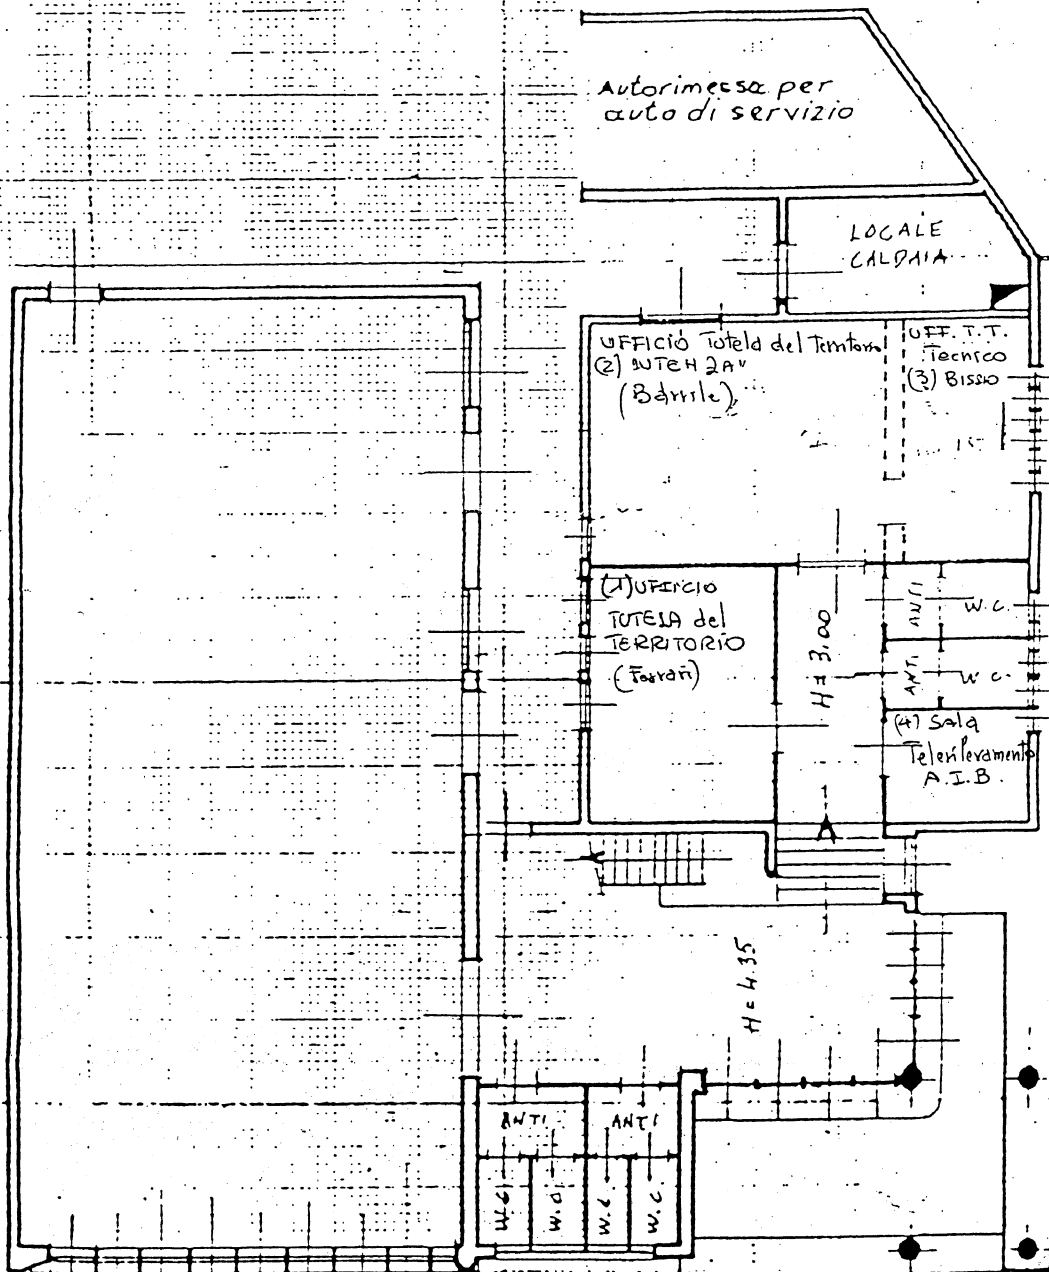 Autorimessa per
auto di servizio
LOCALE
CALDAIA
UFFICIO Tutela del Territorio
(2)
(Barrile)
UFF. T.T.
Tecnico
(3) BISSIO
(1) UFFICIO
TUTELA del
TERRITORIO
(Ferrari)
H = 3,00
ANTI
W.C.
ANTI
W.C.
(4) Sala
Telerilevamento
A.I.B.
H = 4.35
ANTI
ANTI
W.C.
W.C.
W.C.
W.C.